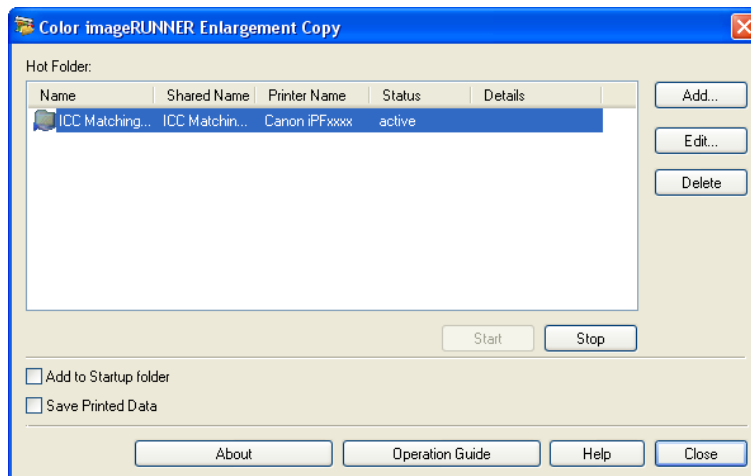 Color imageRUNNER Enlargement Copy
Hot Folder:
Name Shared Name Printer Name Status Details
ICC Matching... ICC Matchin... Canon iPFxxxx active
Add...
Edit...
Delete
Start Stop
Add to Startup folder
Save Printed Data
About Operation Guide Help Close